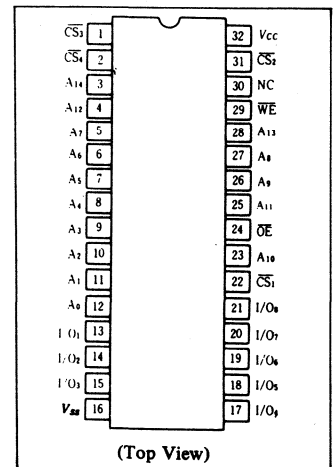 CS3 1 32 Vcc
CS4 2 31 CS2
A14 3 30 NC
A12 4 29 WE
A7 5 28 A13
A6 6 27 A8
A5 7 26 A9
A4 8 25 A11
A3 9 24 OE
A2 10 23 A10
A1 11 22 CS1
A0 12 21 I/O8
I/O1 13 20 I/O7
I/O2 14 19 I/O6
I/O3 15 18 I/O5
Vss 16 17 I/O4
(Top View)